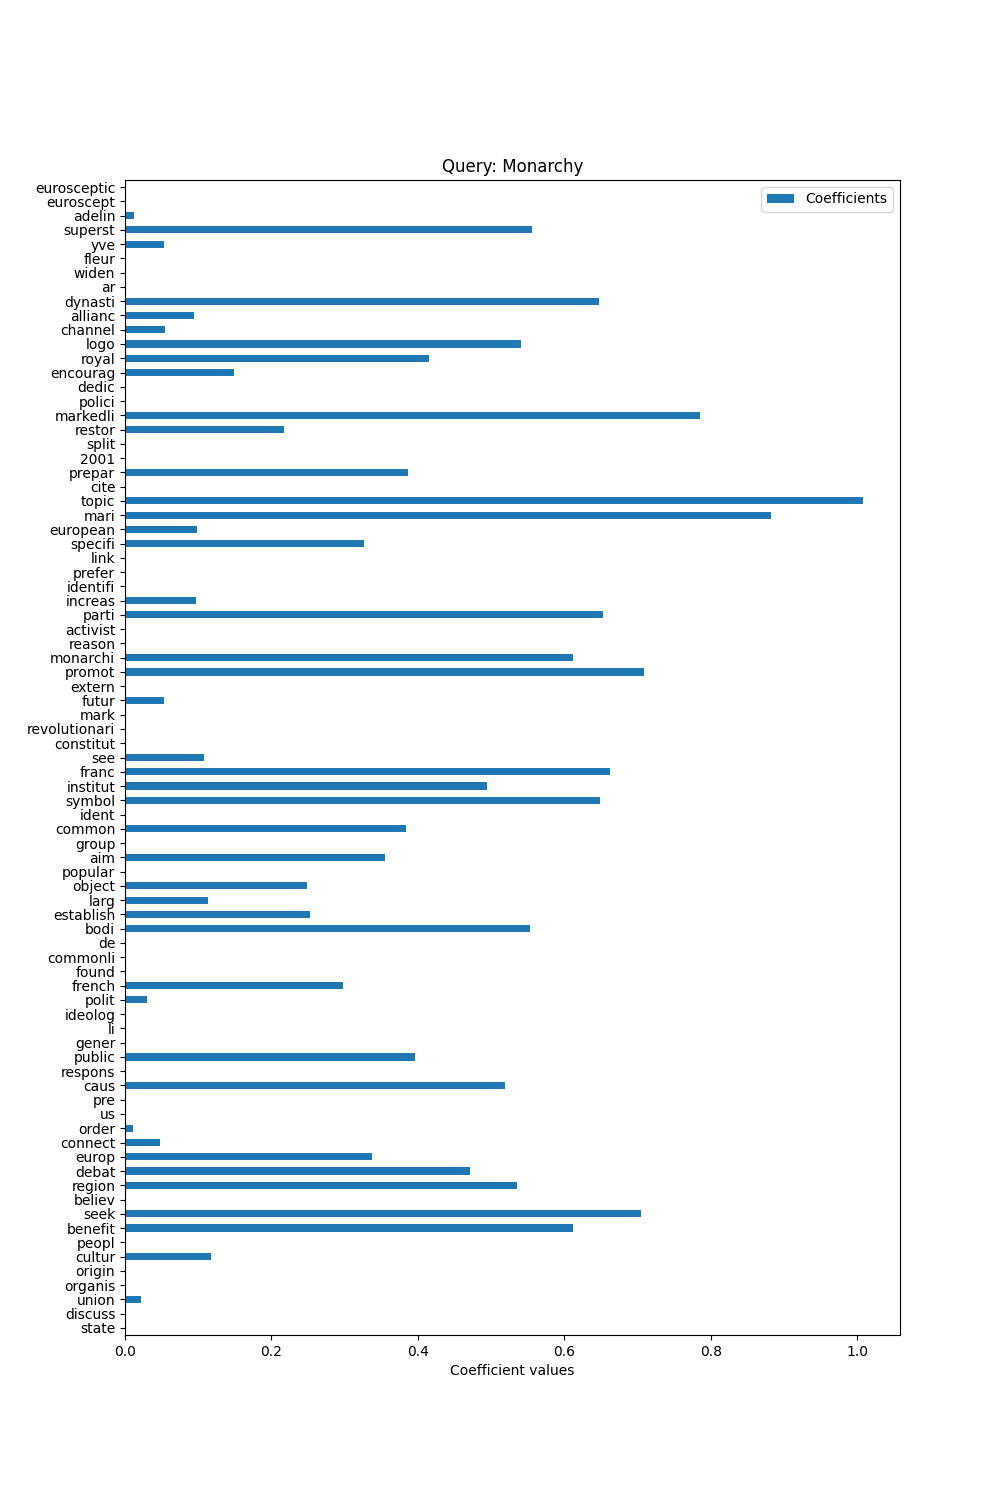 Query: Monarchy
Coefficients
eurosceptic
euroscept
adelin
superst
yve
fleur
widen
ar
dynasti
allianc
channel
logo
royal
encourag
dedic
polici
markedli
restor
split
2001
prepar
cite
topic
mari
european
specifi
link
prefer
identifi
increas
parti
activist
reason
monarchi
promot
extern
futur
mark
revolutionari
constitut
see
franc
institut
symbol
ident
common
group
aim
popular
object
larg
establish
bodi
de
commonli
found
french
polit
ideolog
li
gener
public
respons
caus
pre
us
order
connect
europ
debat
region
believ
seek
benefit
peopl
cultur
origin
organis
union
discuss
state
0.0 0.2 0.4 0.6 0.8 1.0
Coefficient values